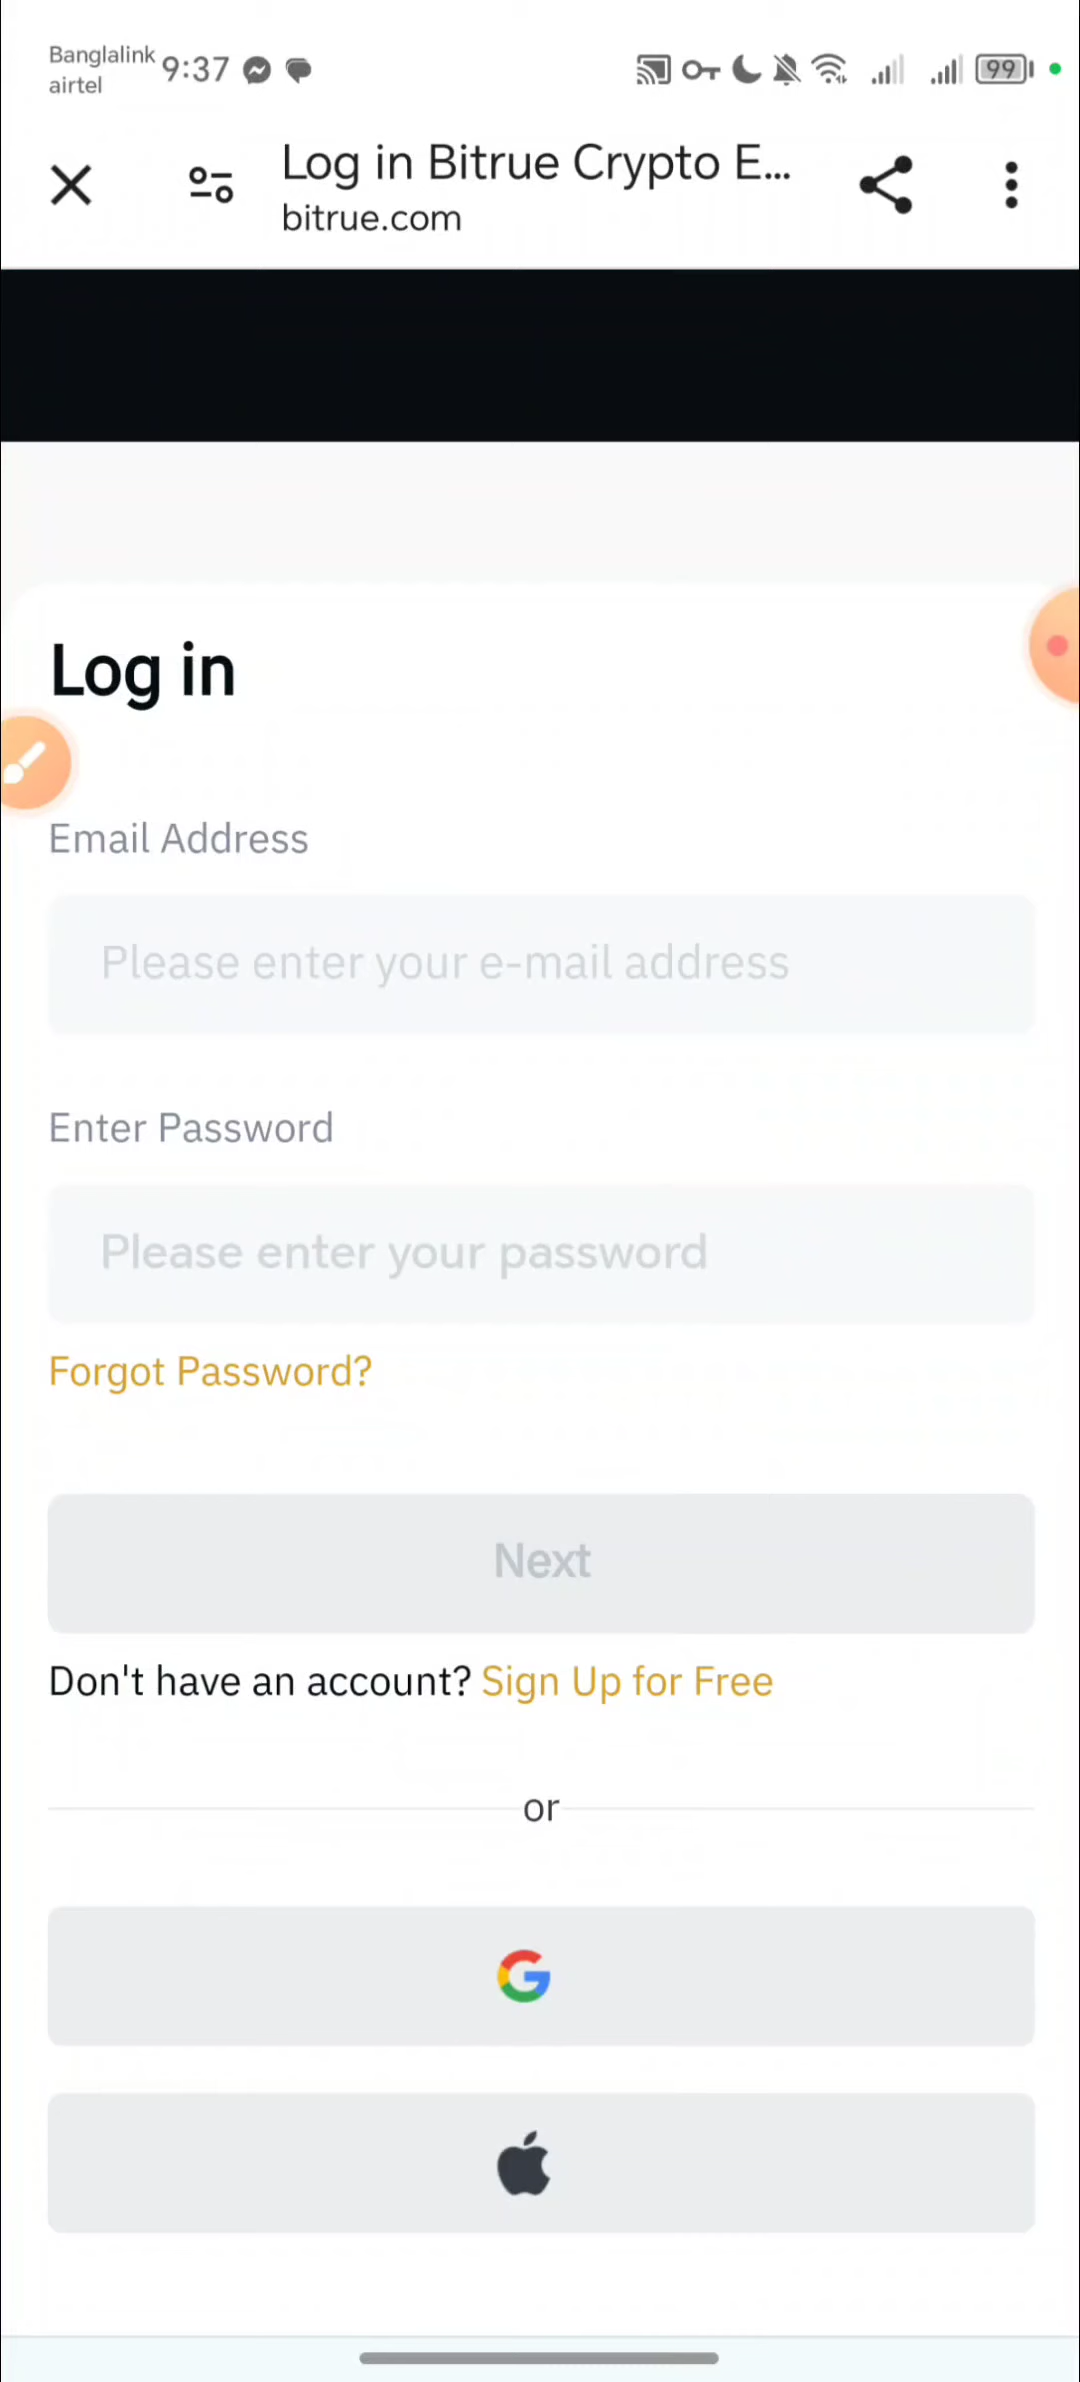 Banglalink
airtel
9:37
99
Log in Bitrue Crypto E...
bitrue.com
Log in
Email Address
Please enter your e-mail address
Enter Password
Please enter your password
Forgot Password?
Next
Don't have an account? Sign Up for Free
or